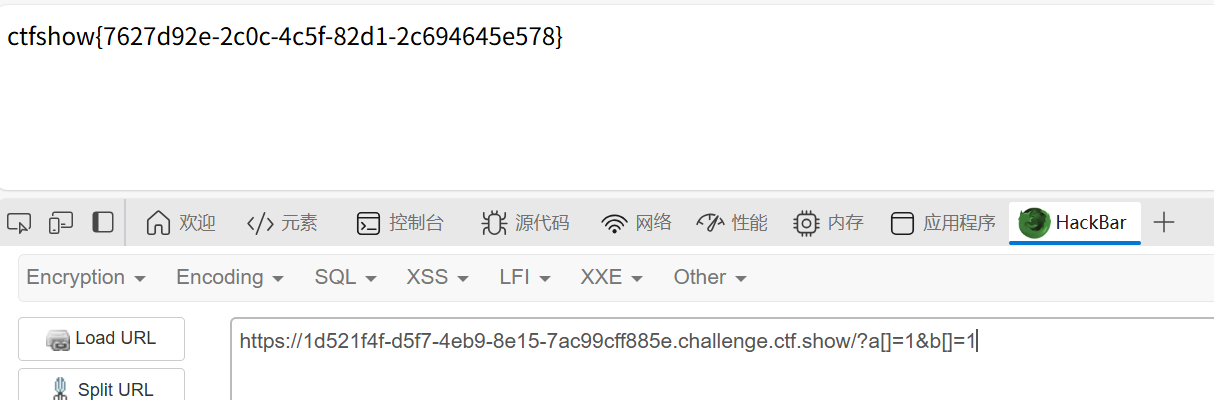 ctfshow{7627d92e-2c0c-4c5f-82d1-2c694645e578}
欢迎 元素 控制台 源代码 网络 性能 内存 应用程序 HackBar
Encryption Encoding SQL XSS LFI XXE Other
Load URL https://1d521f4f-d5f7-4eb9-8e15-7ac99cff885e.challenge.ctf.show/?a[]=1&b[]=1
Split URL